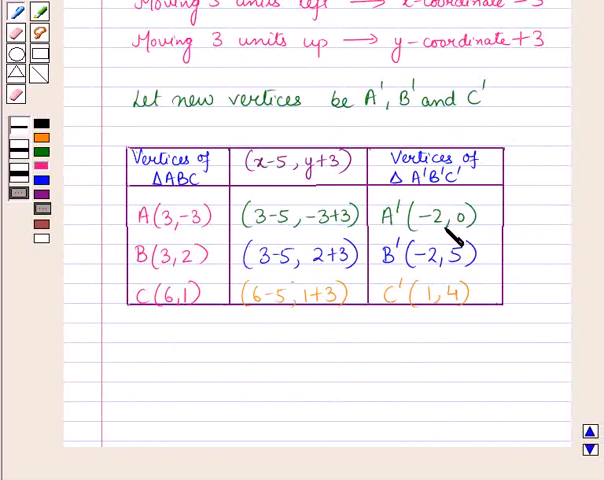 Moving 3 units up → y-coordinate + 3
Let new vertices be A', B' and C'
Vertices of ΔABC (x-5, y+3) Vertices of Δ A'B'C'
A(3,-3) (3-5, -3+3) A'(-2,0)
B(3,2) (3-5, 2+3) B'(-2,5)
C(6,1) (6-5, 1+3) C'(1,4)